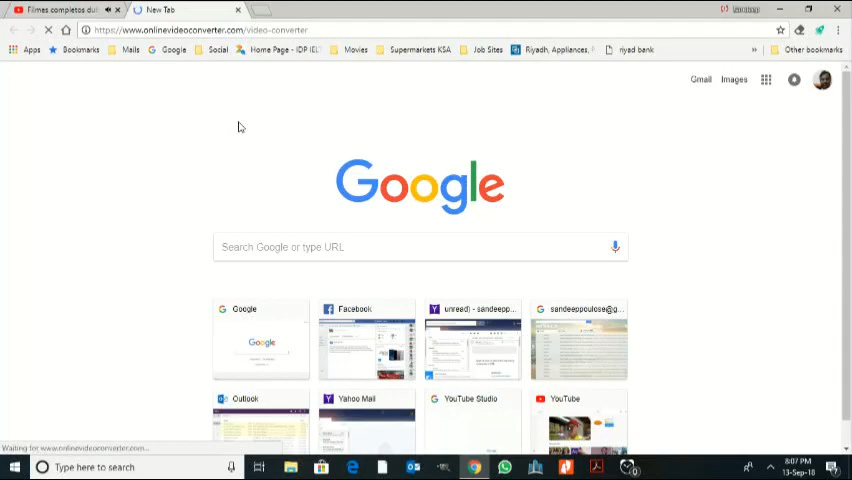 Filmes completos dul
New Tab
https://www.onlinevideoconverter.com/video-converter
Apps
Bookmarks
Mails
Google
Social
Home Page - IDP IEL
Movies
Supermarkets KSA
Job Sites
Riyadh, Appliances,
riyad bank
»
Other bookmarks
Gmail
Images
Google
Search Google or type URL
Google
Facebook
unread) - sandeepp...
sandeeppoulose@g...
Google
Outlook
Yahoo Mail
YouTube Studio
YouTube
Waiting for www.onlinevideoconverter.com...
Type here to search
8:07 PM
13-Sep-18